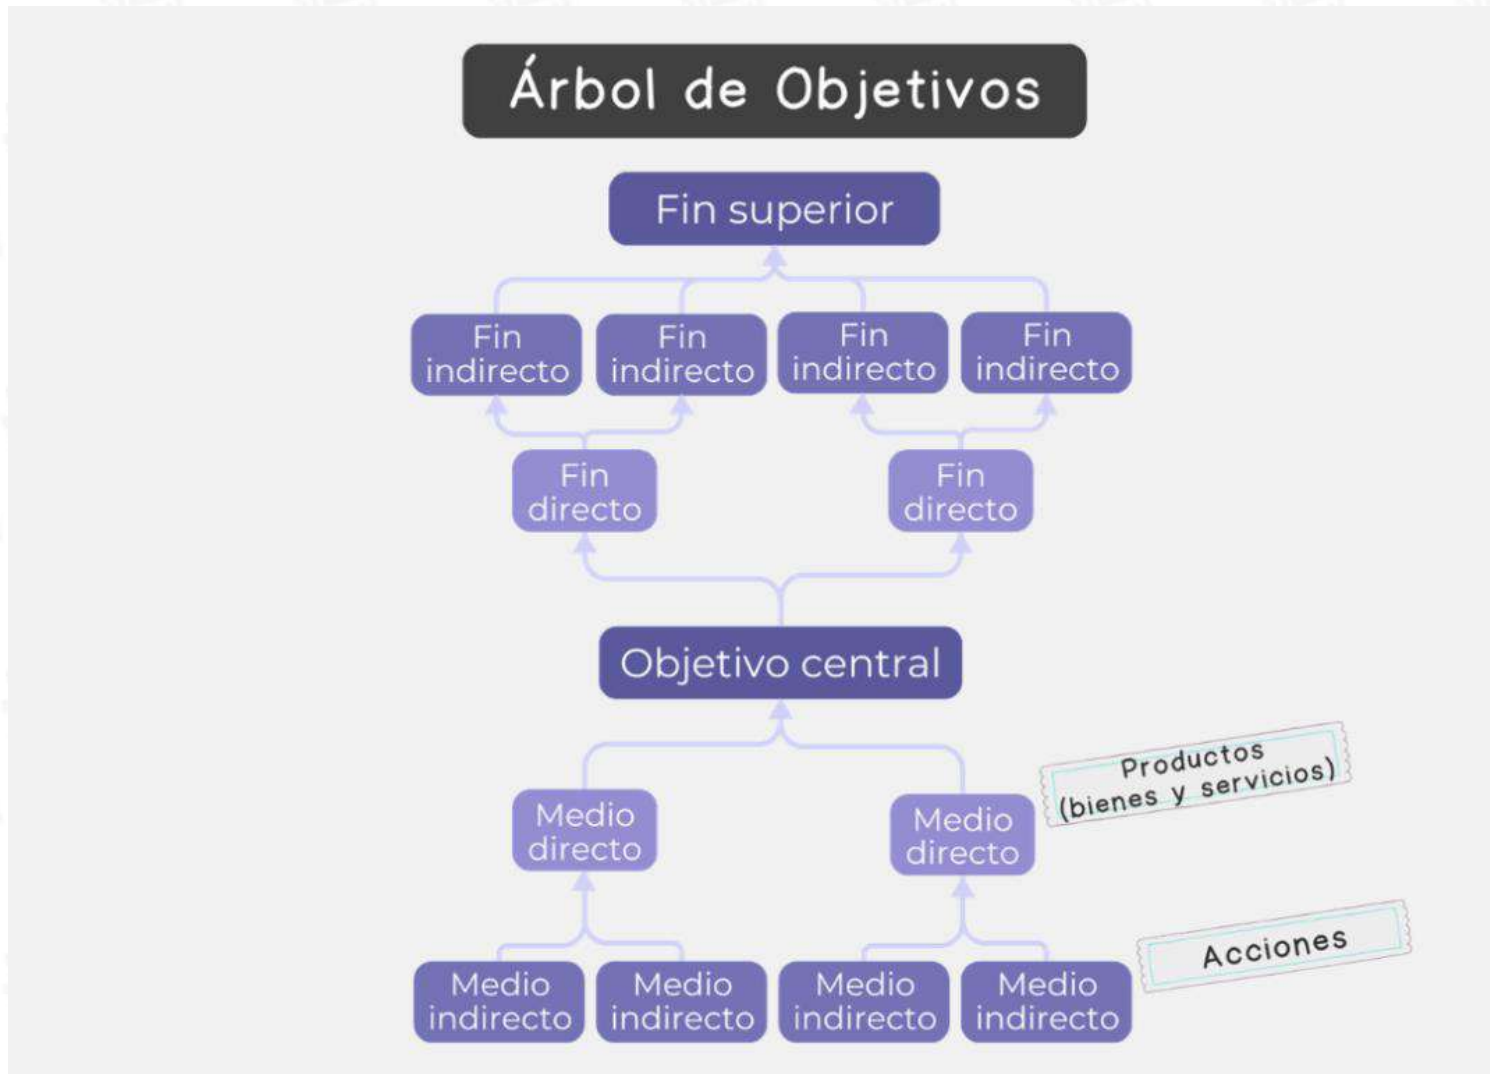 Árbol de Objetivos
Fin superior
Fin
indirecto
Fin
indirecto
Fin
indirecto
Fin
indirecto
Fin
directo
Fin
directo
Objetivo central
Productos
(bienes y servicios)
Medio
directo
Medio
directo
Acciones
Medio
indirecto
Medio
indirecto
Medio
indirecto
Medio
indirecto